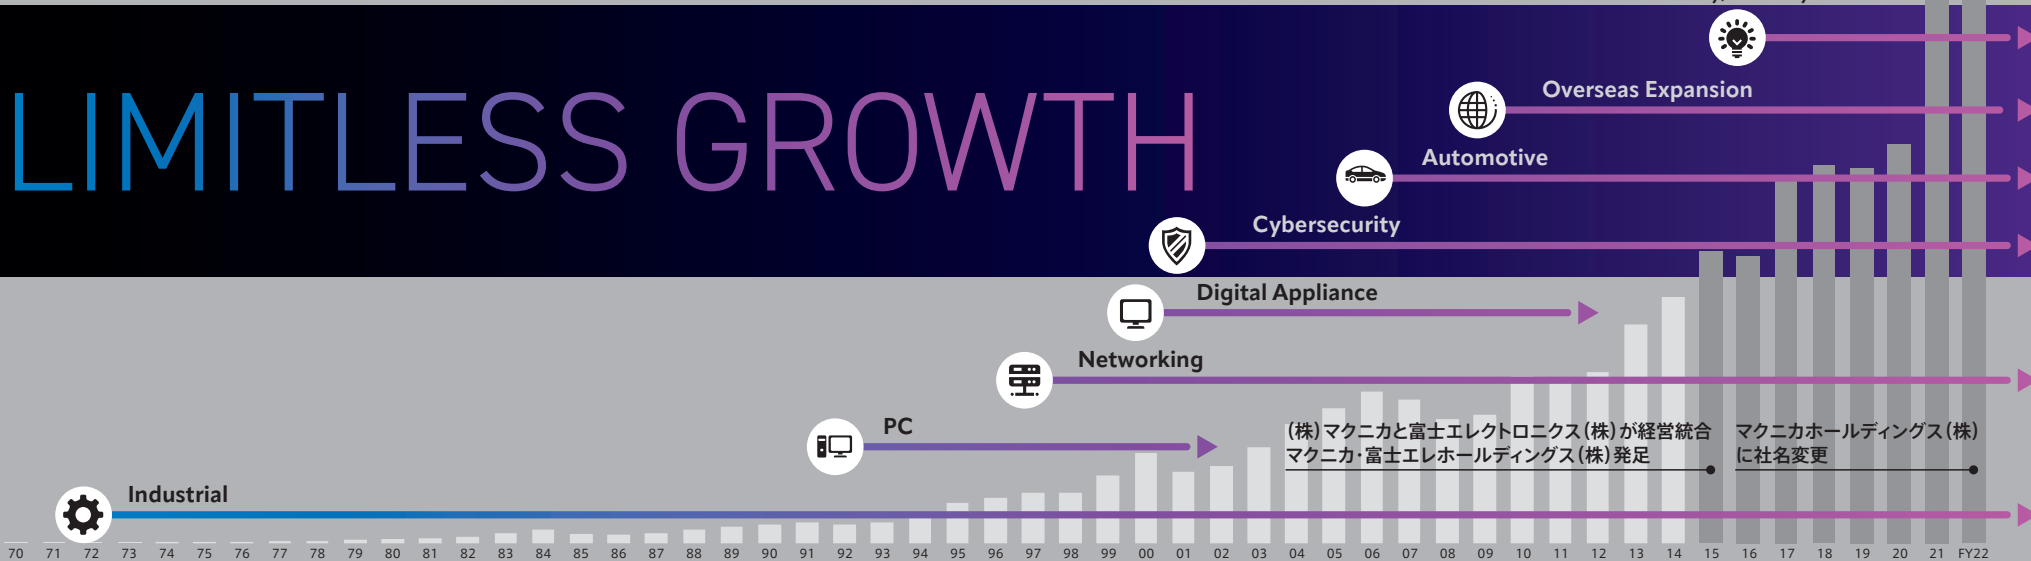 LIMITLESS GROWTH
Overseas Expansion
Automotive
Cybersecurity
Digital Appliance
Networking
PC
(株)マクニカと富士エレクトロニクス(株)が経営統合
マクニカ・富士エレホールディングス(株)発足
マクニカホールディングス(株)
に社名変更
Industrial
70 71 72 73 74 75 76 77 78 79 80 81 82 83 84 85 86 87 88 89 90 91 92 93 94 95 96 97 98 99 00 01 02 03 04 05 06 07 08 09 10 11 12 13 14 15 16 17 18 19 20 21 FY22